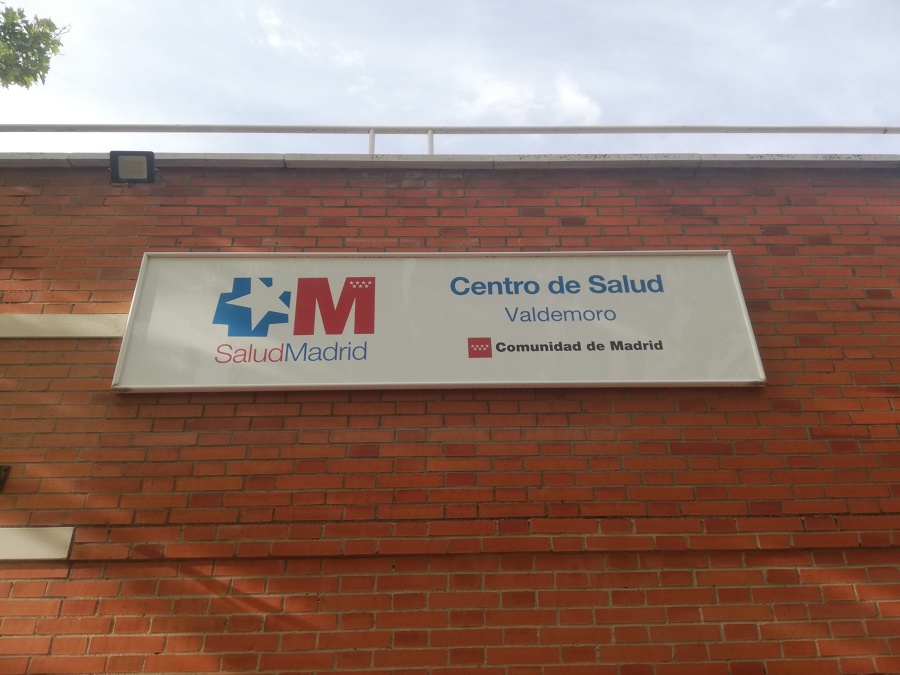 M
SaludMadrid
Centro de Salud
Valdemoro
Comunidad de Madrid